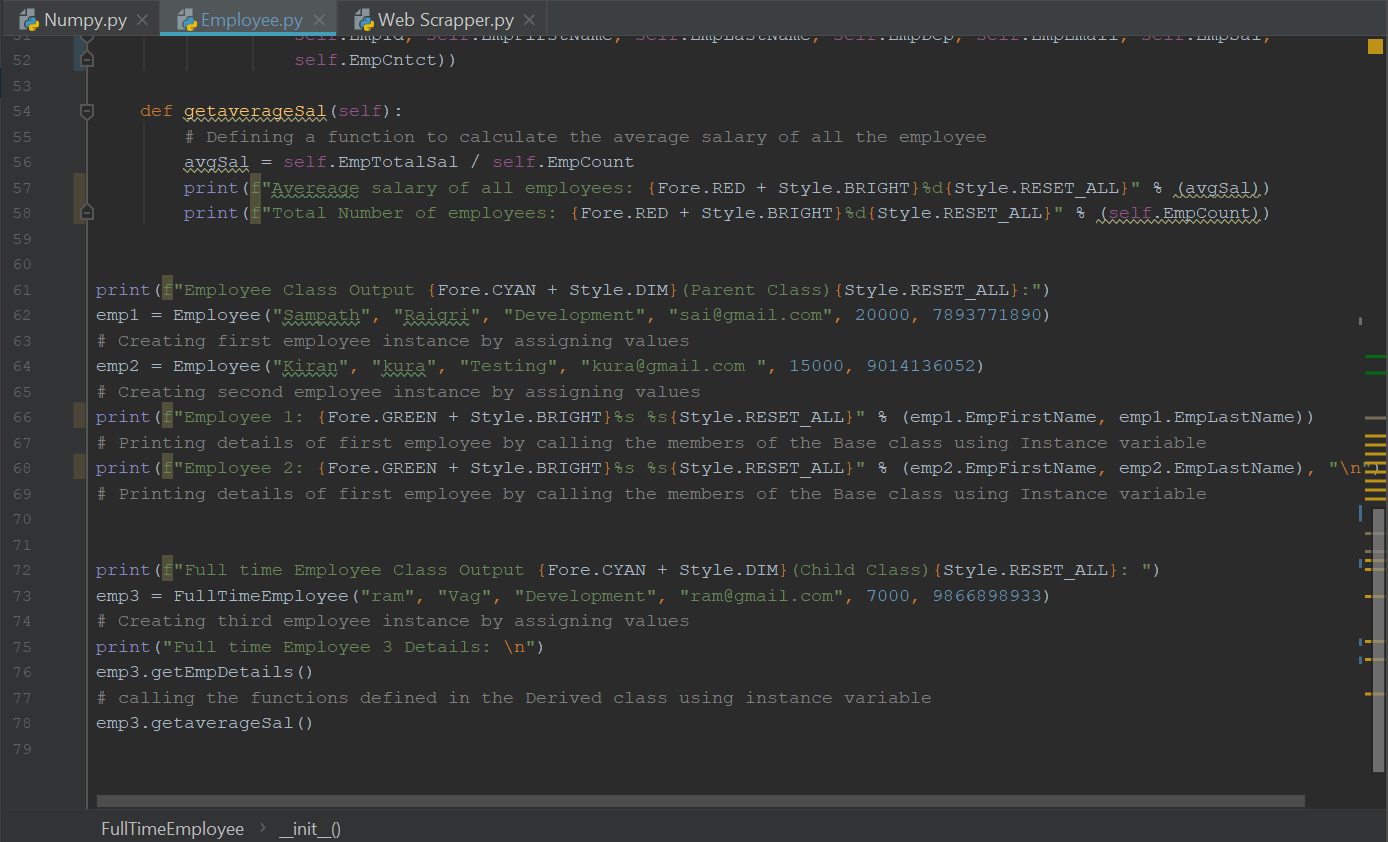 Numpy.py Employee.py Web Scrapper.py
51 self.EmpId, self.EmpFirstName, self.EmpLastName, self.EmpDep, self.EmpEmail, self.EmpSal,
52 self.EmpCntct))
53
54 def getaverageSal(self):
55 # Defining a function to calculate the average salary of all the employee
56 avgSal = self.EmpTotalSal / self.EmpCount
57 print(f"Avereage salary of all employees: {Fore.RED + Style.BRIGHT}%d{Style.RESET_ALL}" % (avgSal))
58 print(f"Total Number of employees: {Fore.RED + Style.BRIGHT}%d{Style.RESET_ALL}" % (self.EmpCount))
59
60
61 print(f"Employee Class Output {Fore.CYAN + Style.DIM}(Parent Class){Style.RESET_ALL}:")
62 emp1 = Employee("Sampath", "Raigri", "Development", "sai@gmail.com", 20000, 7893771890)
63 # Creating first employee instance by assigning values
64 emp2 = Employee("Kiran", "kura", "Testing", "kura@gmail.com ", 15000, 9014136052)
65 # Creating second employee instance by assigning values
66 print(f"Employee 1: {Fore.GREEN + Style.BRIGHT}%s %s{Style.RESET_ALL}" % (emp1.EmpFirstName, emp1.EmpLastName))
67 # Printing details of first employee by calling the members of the Base class using Instance variable
68 print(f"Employee 2: {Fore.GREEN + Style.BRIGHT}%s %s{Style.RESET_ALL}" % (emp2.EmpFirstName, emp2.EmpLastName), "\n")
69 # Printing details of first employee by calling the members of the Base class using Instance variable
70
71
72 print(f"Full time Employee Class Output {Fore.CYAN + Style.DIM}(Child Class){Style.RESET_ALL}: ")
73 emp3 = FullTimeEmployee("ram", "Vag", "Development", "ram@gmail.com", 7000, 9866898933)
74 # Creating third employee instance by assigning values
75 print("Full time Employee 3 Details: \n")
76 emp3.getEmpDetails()
77 # calling the functions defined in the Derived class using instance variable
78 emp3.getaverageSal()
79
FullTimeEmployee › __init__()